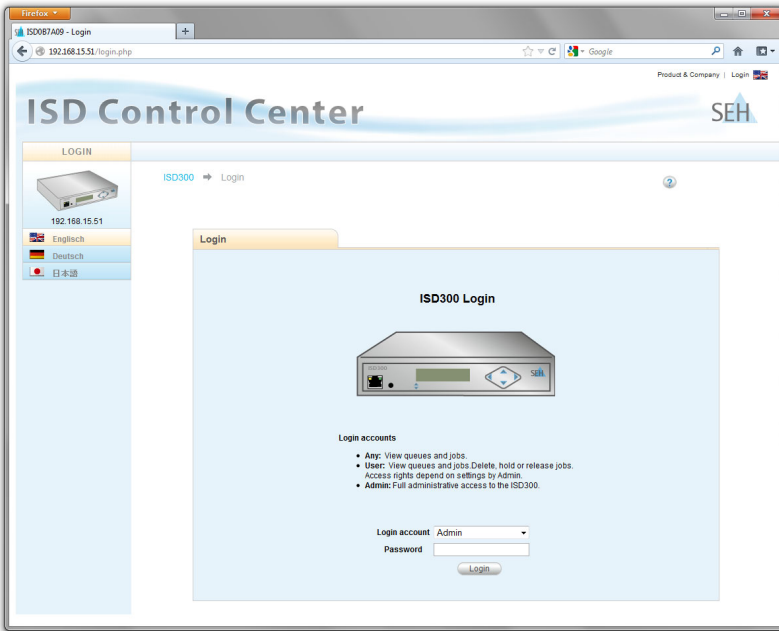 Firefox
ISD0B7A09 - Login
192.168.15.51/login.php
Google
Product & Company | Login
ISD Control Center
SEH
LOGIN
192.168.15.51
Englisch
Deutsch
日本語
ISD300 Login
Login
ISD300 Login
ISD300
SEH
Login accounts
Any: View queues and jobs.
User: View queues and jobs.Delete, hold or release jobs.
Access rights depend on settings by Admin.
Admin: Full administrative access to the ISD300.
Login account Admin
Password
Login